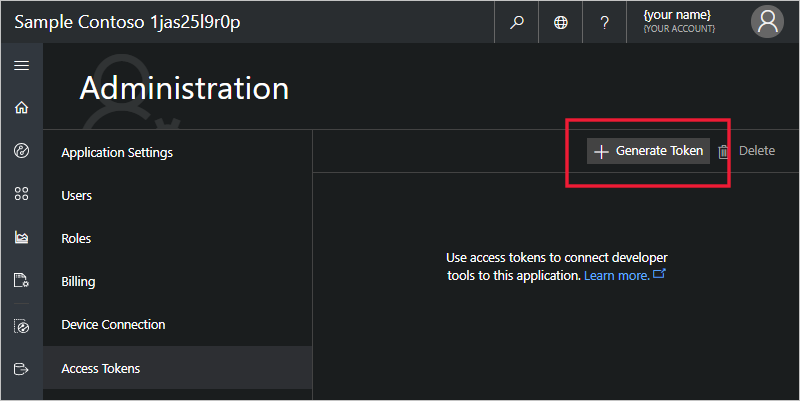 Sample Contoso 1jas25l9r0p
?
{your name}
{YOUR ACCOUNT}
Administration
Application Settings
Users
Roles
Billing
Device Connection
Access Tokens
Generate Token
Delete
Use access tokens to connect developer
tools to this application. Learn more.